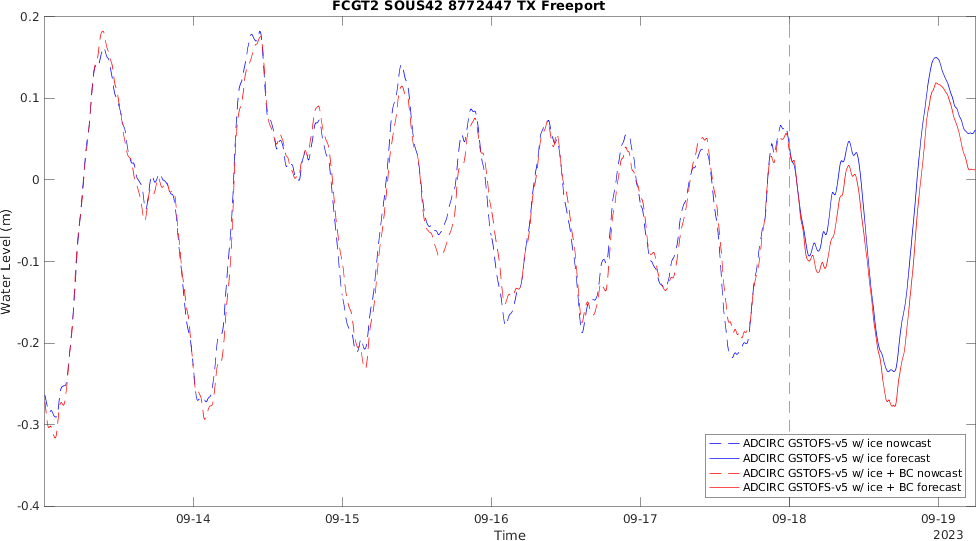 FCGT2 SOUS42 8772447 TX Freeport
0.2
0.1
0
-0.1
-0.2
-0.3
-0.4
Water Level (m)
ADCIRC GSTOFS-v5 w/ ice nowcast
ADCIRC GSTOFS-v5 w/ ice forecast
ADCIRC GSTOFS-v5 w/ ice + BC nowcast
ADCIRC GSTOFS-v5 w/ ice + BC forecast
09-14 09-15 09-16 09-17 09-18 09-19
Time
2023